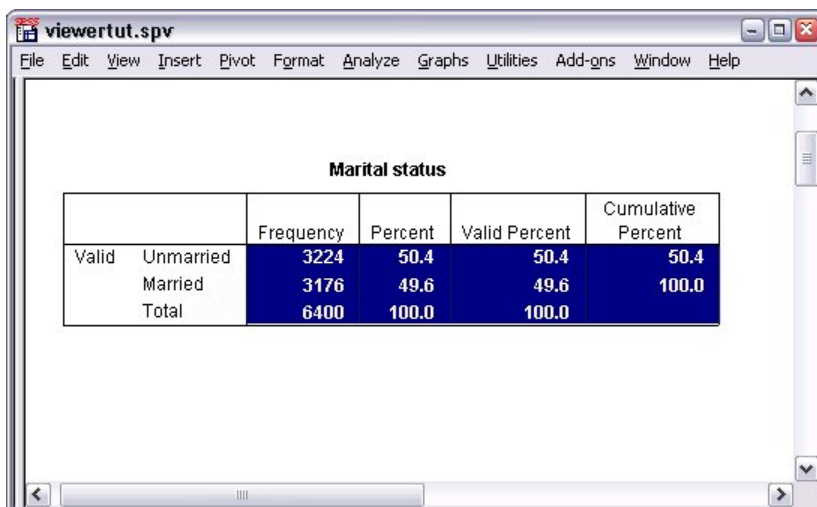 viewertut.spv
File Edit View Insert Pivot Format Analyze Graphs Utilities Add-ons Window Help
Marital status
Frequency Percent Valid Percent Cumulative Percent
Valid Unmarried 3224 50.4 50.4 50.4
Married 3176 49.6 49.6 100.0
Total 6400 100.0 100.0